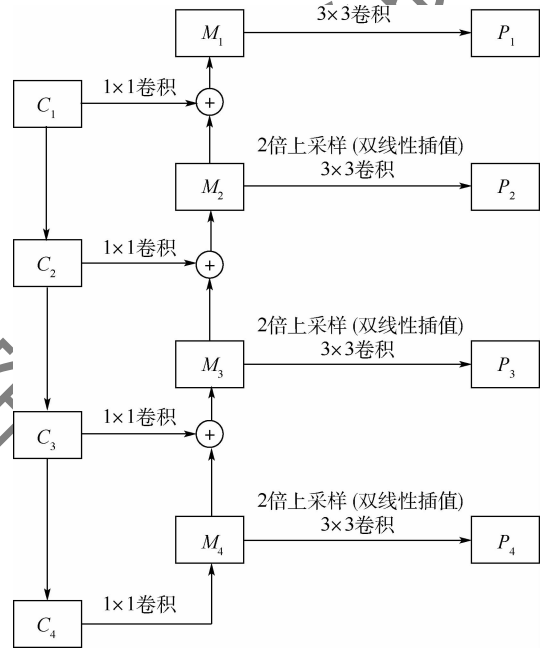 M₁
3×3卷积
P₁
C₁
1×1卷积
+
2倍上采样 (双线性插值)
M₂
3×3卷积
P₂
C₂
1×1卷积
+
2倍上采样 (双线性插值)
M₃
3×3卷积
P₃
C₃
1×1卷积
+
2倍上采样 (双线性插值)
M₄
3×3卷积
P₄
C₄
1×1卷积